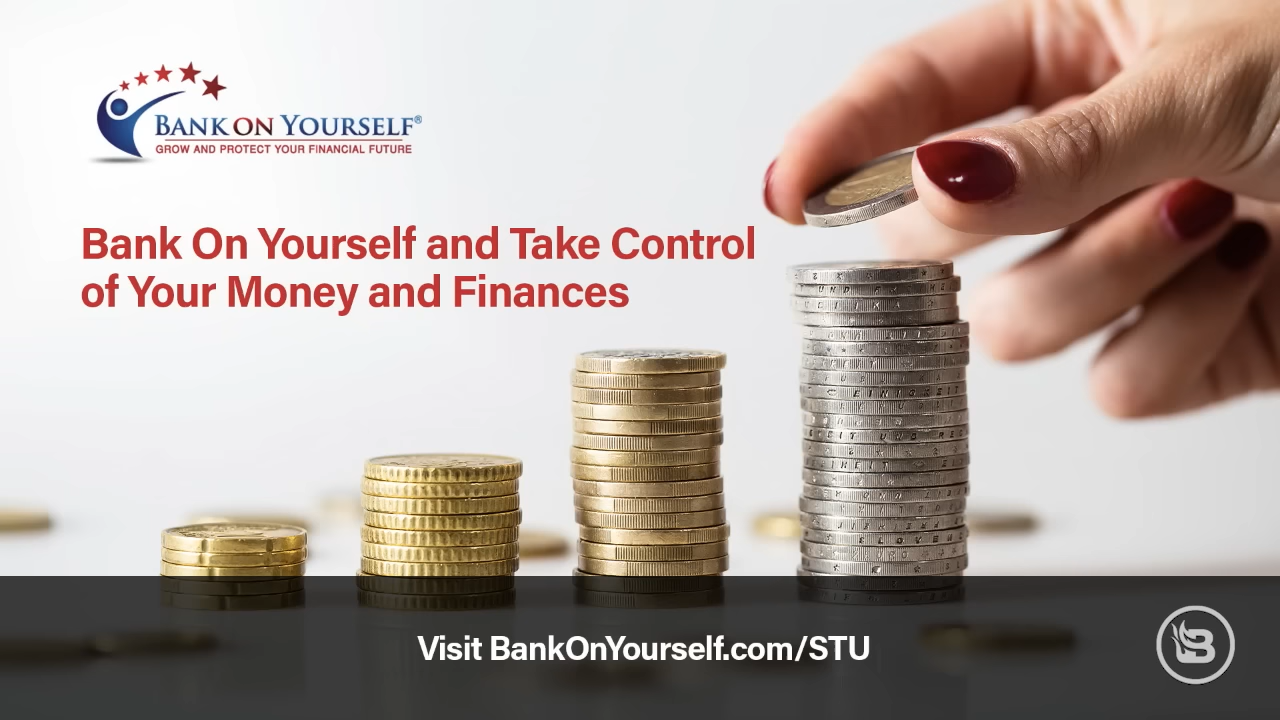 BANK ON YOURSELF®
GROW AND PROTECT YOUR FINANCIAL FUTURE
Bank On Yourself and Take Control
of Your Money and Finances
EINIGKEIT
Visit BankOnYourself.com/STU
B